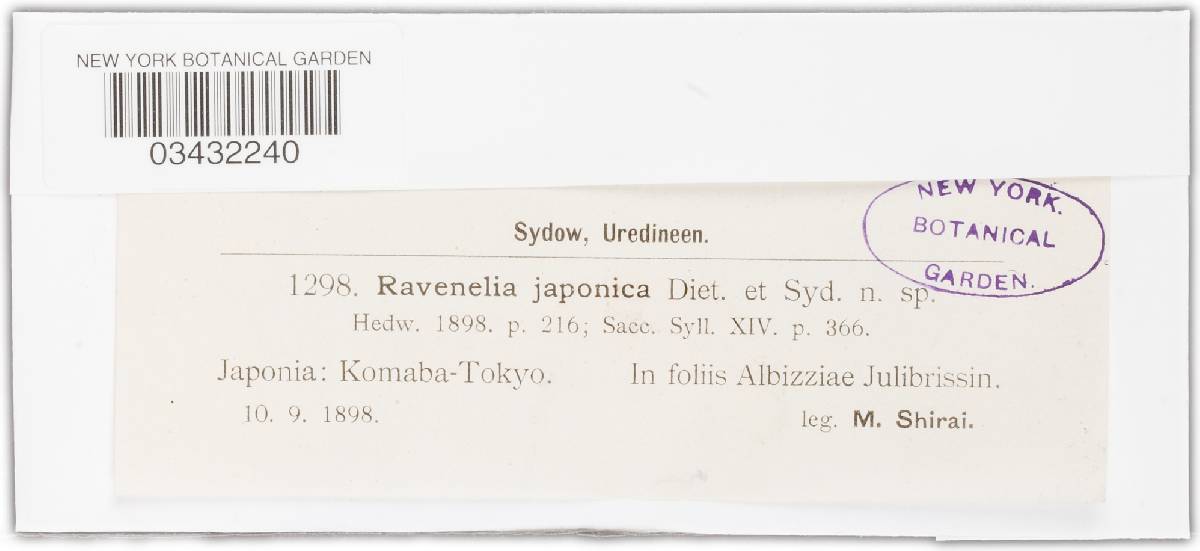 NEW YORK BOTANICAL GARDEN
03432240
NEW YORK.
BOTANICAL
GARDEN.
Sydow, Uredineen.
1298. Ravenelia japonica Diet. et Syd. n. sp.
Hedw. 1898. p. 216; Sacc. Syll. XIV. p. 366.
Japonia: Komaba-Tokyo. In foliis Albizziae Julibrissin.
10. 9. 1898. leg. M. Shirai.